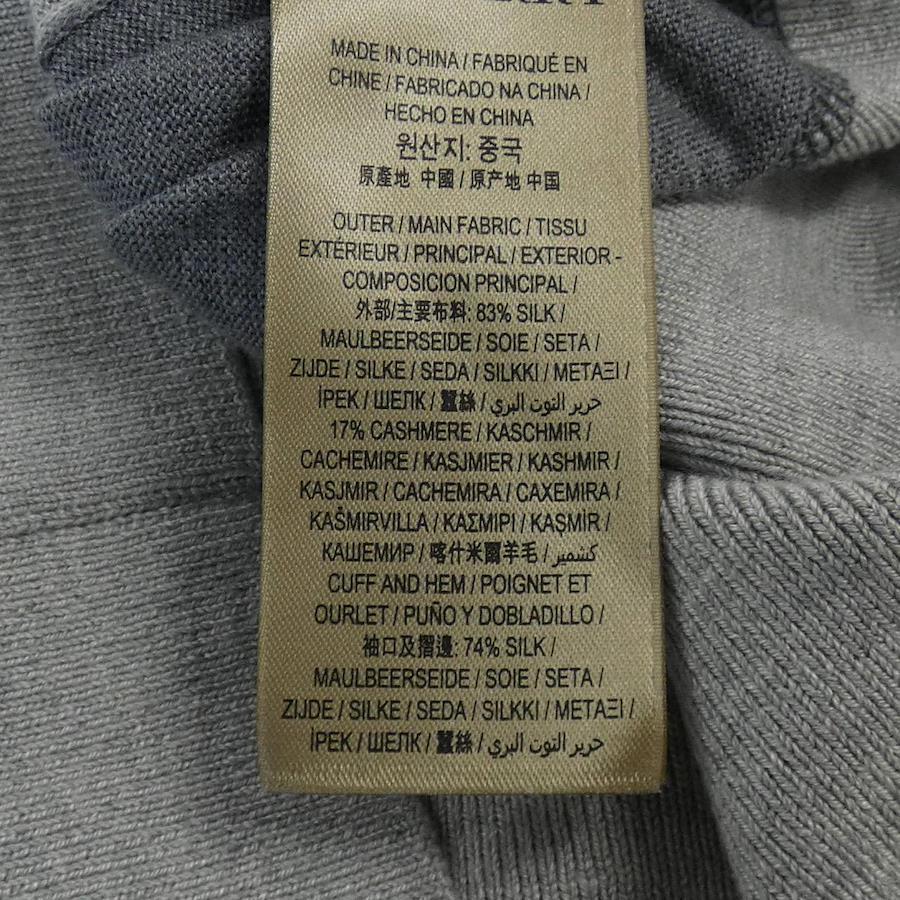 MADE IN CHINA / FABRIQUÉ EN
CHINE / FABRICADO NA CHINA /
HECHO EN CHINA
원산지: 중국
原產地 中國 / 原产地 中国
OUTER / MAIN FABRIC / TISSU
EXTÉRIEUR / PRINCIPAL / EXTERIOR -
COMPOSICION PRINCIPAL /
外部/主要布料: 83% SILK /
MAULBEERSEIDE / SOIE / SETA /
ZIJDE / SILKE / SEDA / SILKKI / ΜΕΤΑΞΙ /
İPEK / ШЕЛК / 蠶絲 / حرير التوت البري /
17% CASHMERE / KASCHMIR /
CACHEMIRE / KASJMIER / KASHMIR /
KASJMIR / CACHEMIRA / CAXEMIRA /
KAŠMIRVILLA / ΚΑΣΜΙΡΙ / KAŞMIR /
КАШЕМИР / 喀什米爾羊毛 / كشمير /
CUFF AND HEM / POIGNET ET
OURLET / PUÑO Y DOBLADILLO /
袖口及摺邊: 74% SILK /
MAULBEERSEIDE / SOIE / SETA /
ZIJDE / SILKE / SEDA / SILKKI / ΜΕΤΑΞΙ /
İPEK / ШЕЛК / 蠶絲 / حرير التوت البري /